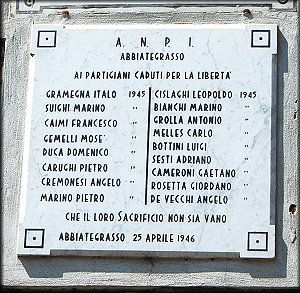 A. N. P. I.
ABBIATEGRASSO
AI PARTIGIANI CADUTI PER LA LIBERTA'
GRAMEGNA ITALO 1945
SUIGHI MARINO "
CAIMI FRANCESCO "
GEMELLI MOSE' "
DUCA DOMENICO "
CARUGHI PIETRO "
CREMONESI ANGELO "
MARINO PIETRO "
CISLAGHI LEOPOLDO 1945
BIANCHI MARINO "
GROLLA ANTONIO "
MELLES CARLO "
BOTTINI LUIGI "
SESTI ADRIANO "
CAMERONI GAETANO "
ROSETTA GIORDANO "
DE VECCHI ANGELO "
CHE IL LORO SACRIFICIO NON SIA VANO
ABBIATEGRASSO 25 APRILE 1946